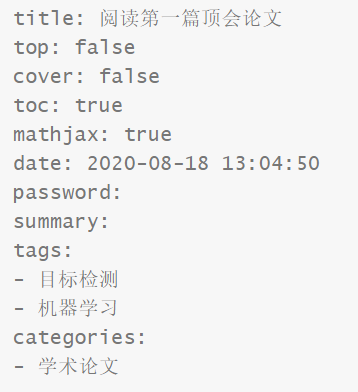 title: 阅读第一篇顶会论文
top: false
cover: false
toc: true
mathjax: true
date: 2020-08-18 13:04:50
password:
summary:
tags:
- 目标检测
- 机器学习
categories:
- 学术论文